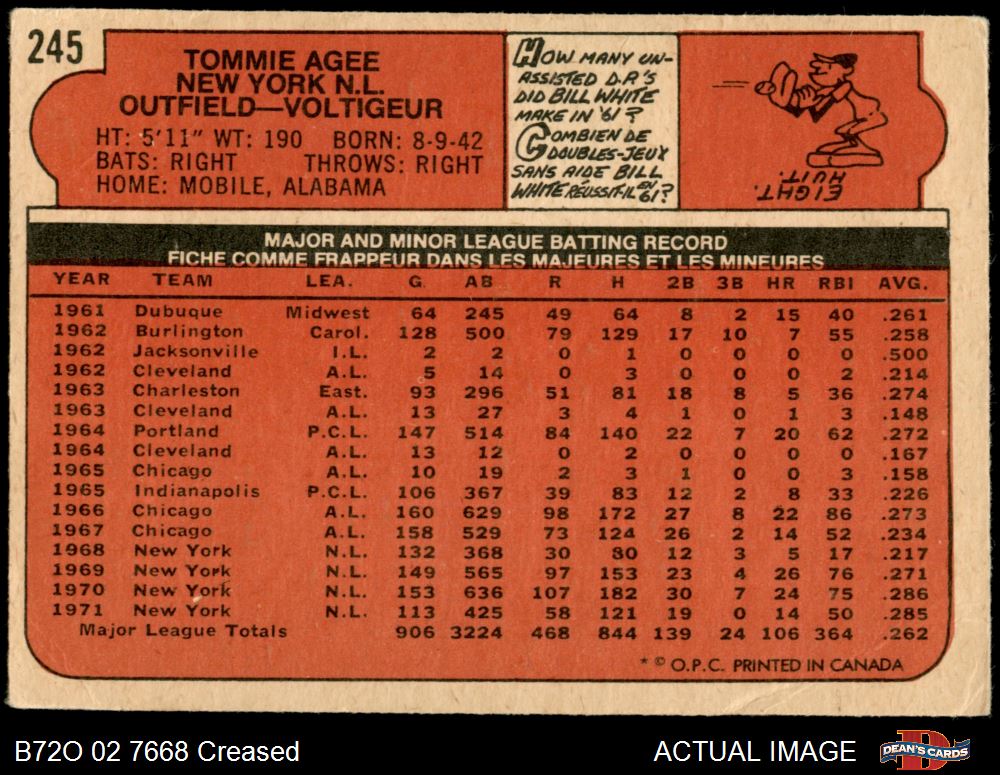 245
TOMMIE AGEE
NEW YORK N.L.
OUTFIELD—VOLTIGEUR
HT: 5'11" WT: 190 BORN: 8-9-42
BATS: RIGHT THROWS: RIGHT
HOME: MOBILE, ALABAMA
HOW MANY UN-
ASSISTED D.P.'S
DID BILL WHITE
MAKE IN '61?
COMBIEN DE
DOUBLES-JEUX
SANS AIDE BILL
WHITE RÉUSSIT-IL EN '61?
EIGHT.
HUIT.
MAJOR AND MINOR LEAGUE BATTING RECORD
FICHE COMME FRAPPEUR DANS LES MAJEURES ET LES MINEURES
YEAR TEAM LEA. G AB R H 2B 3B HR RBI AVG.
1961 Dubuque Midwest 64 245 49 64 8 2 15 40 .261
1962 Burlington Carol. 128 500 79 129 17 10 7 55 .258
1962 Jacksonville I.L. 2 2 0 1 0 0 0 0 .500
1962 Cleveland A.L. 5 14 0 3 0 0 0 2 .214
1963 Charleston East. 93 296 51 81 18 8 5 36 .274
1963 Cleveland A.L. 13 27 3 4 1 0 1 3 .148
1964 Portland P.C.L. 147 514 84 140 22 7 20 62 .272
1964 Cleveland A.L. 13 12 0 2 0 0 0 0 .167
1965 Chicago A.L. 10 19 2 3 1 0 0 3 .158
1965 Indianapolis P.C.L. 106 367 39 83 12 2 8 33 .226
1966 Chicago A.L. 160 629 98 172 27 8 22 86 .273
1967 Chicago A.L. 158 529 73 124 26 2 14 52 .234
1968 New York N.L. 132 368 30 80 12 3 5 17 .217
1969 New York N.L. 149 565 97 153 23 4 26 76 .271
1970 New York N.L. 153 636 107 182 30 7 24 75 .286
1971 New York N.L. 113 425 58 121 19 0 14 50 .285
Major League Totals 906 3224 468 844 139 24 106 364 .262
* © O.P.C. PRINTED IN CANADA
B72O 02 7668 Creased
ACTUAL IMAGE
DEAN'S CARDS